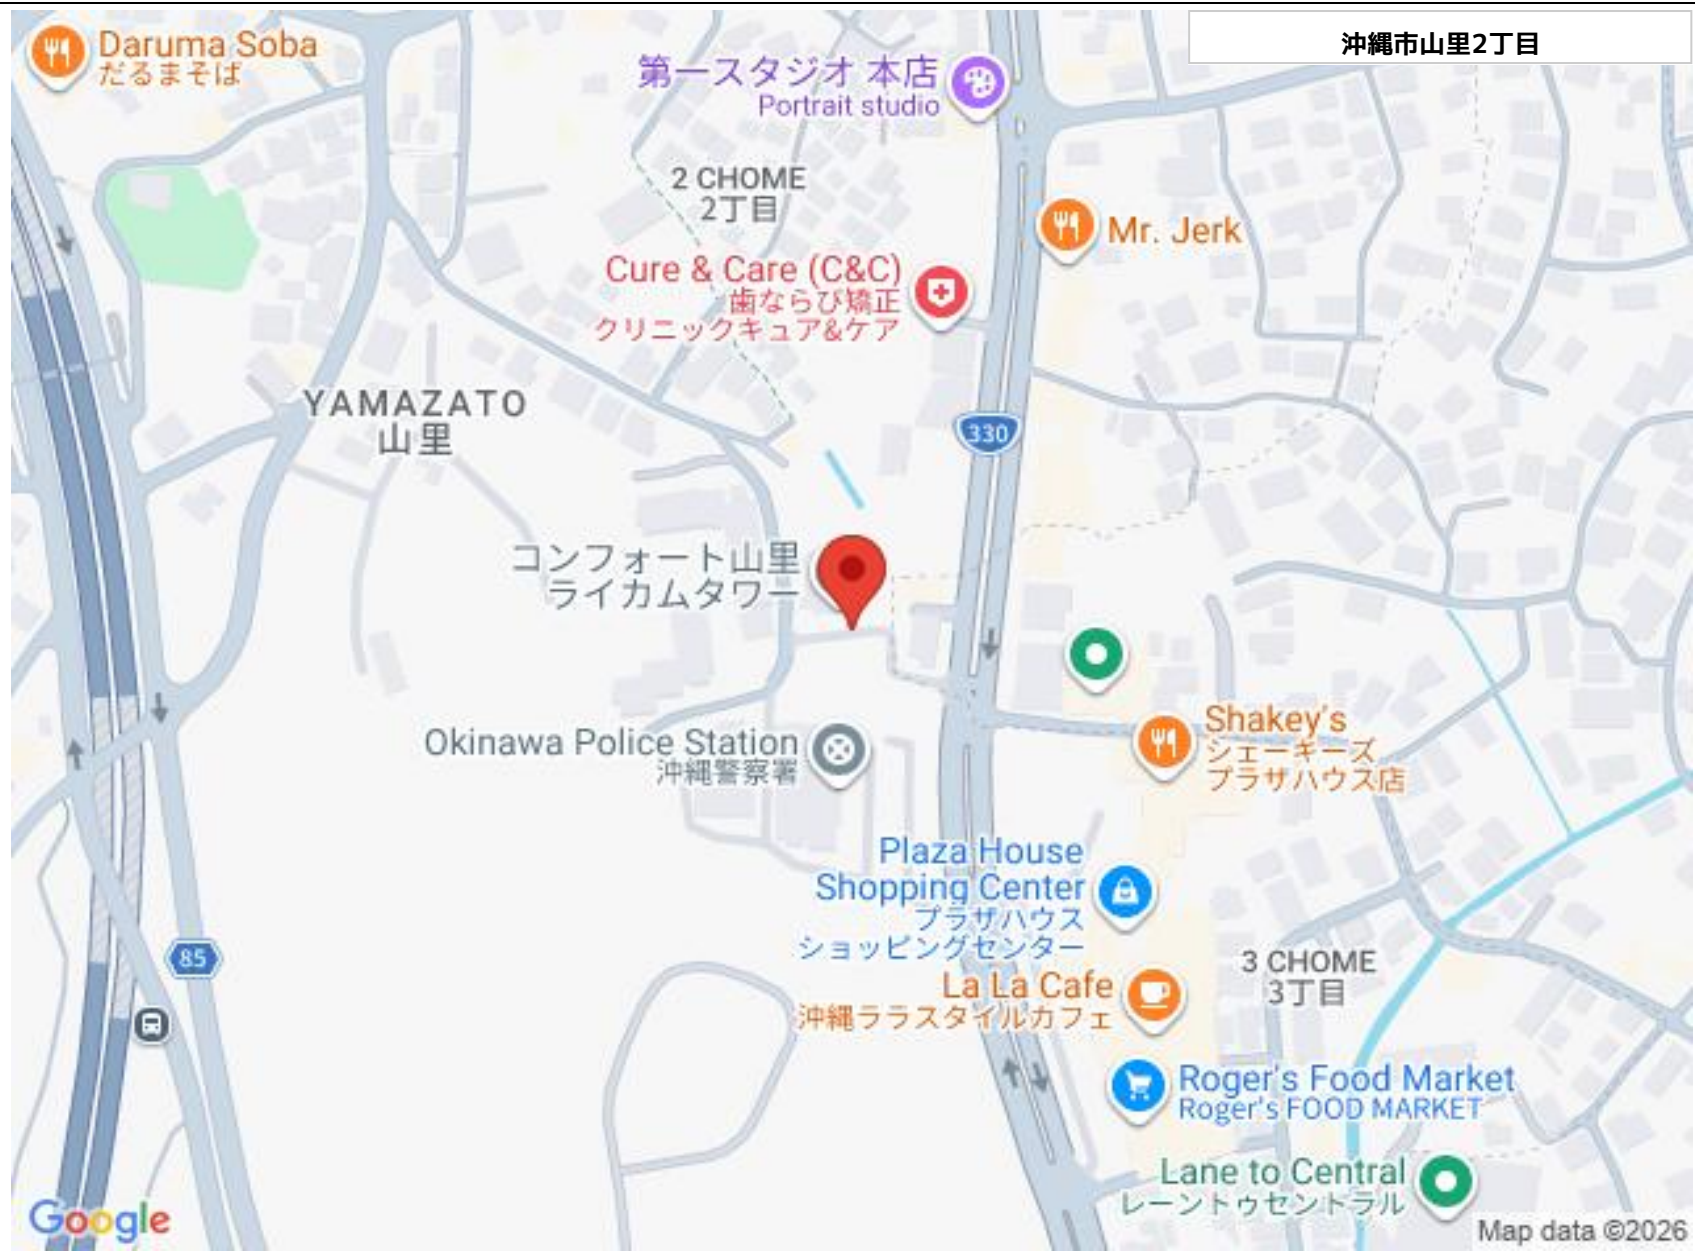 沖縄市山里2丁目
Daruma Soba
だるまそば
第一スタジオ 本店
Portrait studio
2 CHOME
2丁目
Mr. Jerk
Cure & Care (C&C)
歯ならび矯正
クリニックキュア&ケア
YAMAZATO
山里
330
コンフォート山里
ライカムタワー
Okinawa Police Station
沖縄警察署
Shakey's
シェーキーズ
プラザハウス店
Plaza House
Shopping Center
プラザハウス
ショッピングセンター
85
3 CHOME
3丁目
La La Cafe
沖縄ララスタイルカフェ
Roger's Food Market
Roger's FOOD MARKET
Lane to Central
レーントゥセントラル
Google
Map data ©2026